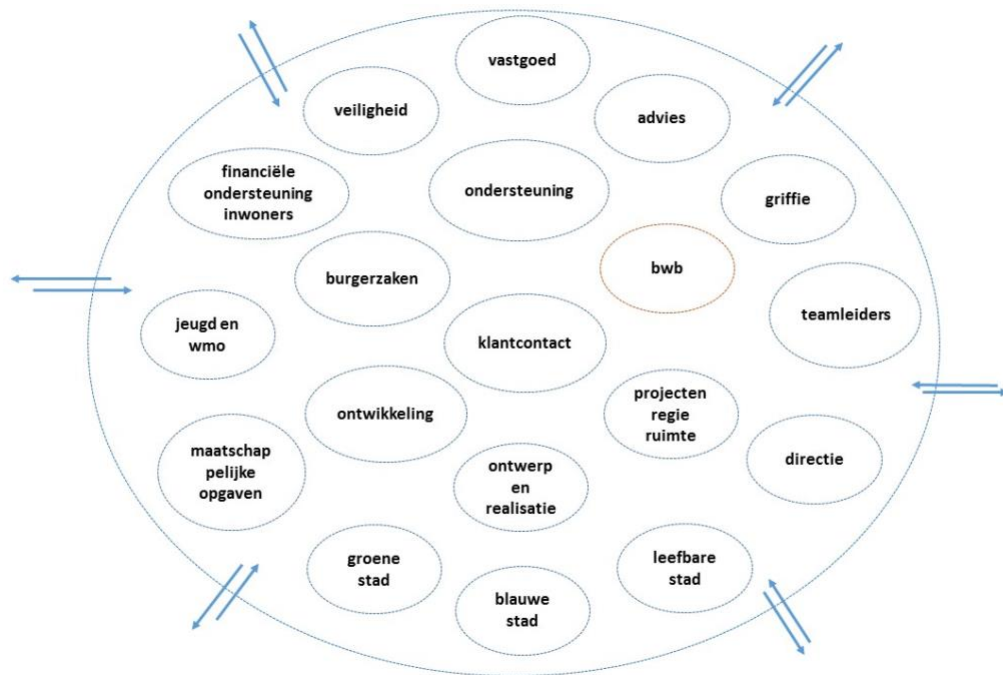 vastgoed
veiligheid
advies
financiële
ondersteuning
inwoners
ondersteuning
griffie
burgerzaken
bwb
jeugd en
wmo
klantcontact
teamleiders
ontwikkeling
projecten
regie
ruimte
maatschap
pelijke
opgaven
ontwerp
en
realisatie
directie
groene
stad
blauwe
stad
leefbare
stad